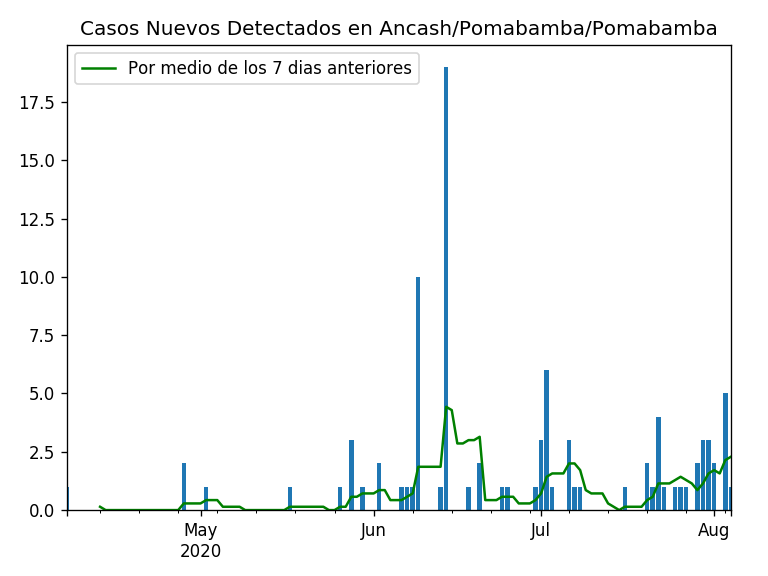 Casos Nuevos Detectados en Ancash/Pomabamba/Pomabamba
Por medio de los 7 dias anteriores
17.5
15.0
12.5
10.0
7.5
5.0
2.5
0.0
May
2020
Jun
Jul
Aug